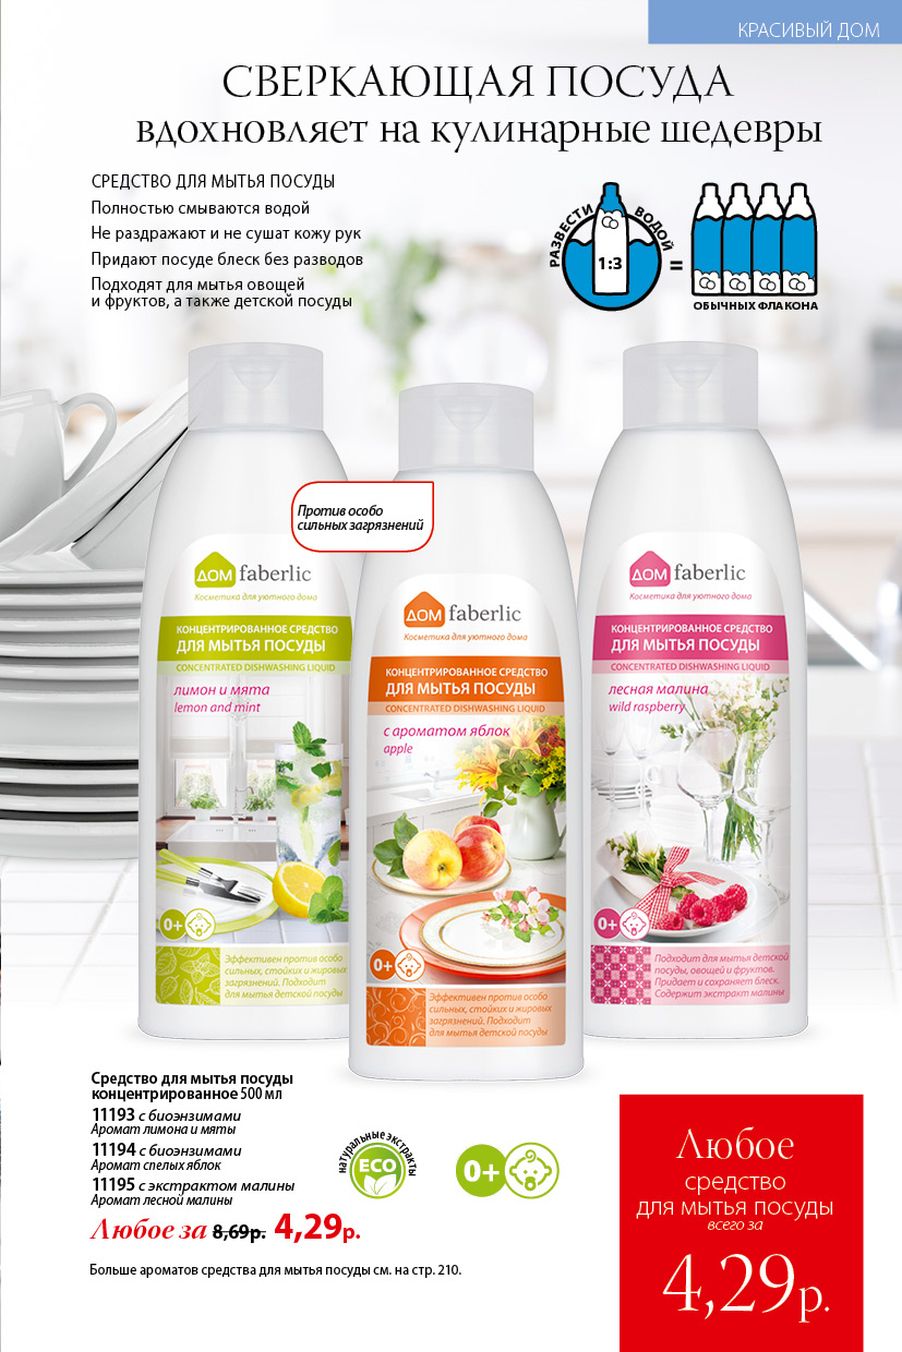 КРАСИВЫЙ ДОМ
СВЕРКАЮЩАЯ ПОСУДА
вдохновляет на кулинарные шедевры
СРЕДСТВО ДЛЯ МЫТЬЯ ПОСУДЫ
Полностью смываются водой
Не раздражают и не сушат кожу рук
Придают посуде блеск без разводов
Подходят для мытья овощей
и фруктов, а также детской посуды
РАЗВЕСТИ ВОДОЙ
1:3
=
ОБЫЧНЫХ ФЛАКОНА
Против особо
сильных загрязнений
ДОМ faberlic
Косметика для уютного дома
КОНЦЕНТРИРОВАННОЕ СРЕДСТВО
ДЛЯ МЫТЬЯ ПОСУДЫ
CONCENTRATED DISHWASHING LIQUID
лимон и мята
lemon and mint
0+
Эффективен против особо
сильных, стойких и жировых
загрязнений. Подходит
для мытья детской посуды
ДОМ faberlic
Косметика для уютного дома
КОНЦЕНТРИРОВАННОЕ СРЕДСТВО
ДЛЯ МЫТЬЯ ПОСУДЫ
CONCENTRATED DISHWASHING LIQUID
с ароматом яблок
apple
0+
Эффективен против особо
сильных, стойких и жировых
загрязнений. Подходит
для мытья детской посуды
ДОМ faberlic
Косметика для уютного дома
КОНЦЕНТРИРОВАННОЕ СРЕДСТВО
ДЛЯ МЫТЬЯ ПОСУДЫ
CONCENTRATED DISHWASHING LIQUID
лесная малина
wild raspberry
0+
Подходит для мытья детской
посуды, овощей и фруктов.
Придает и сохраняет блеск.
Содержит экстракт малины
Средство для мытья посуды
концентрированное 500 мл
11193 с биоэнзимами
Аромат лимона и мяты
11194 с биоэнзимами
Аромат спелых яблок
11195 с экстрактом малины
Аромат лесной малины
Любое за 8,69р. 4,29р.
натуральные экстракты
ECO
0+
Больше ароматов средства для мытья посуды см. на стр. 210.
Любое
средство
для мытья посуды
всего за
4,29р.